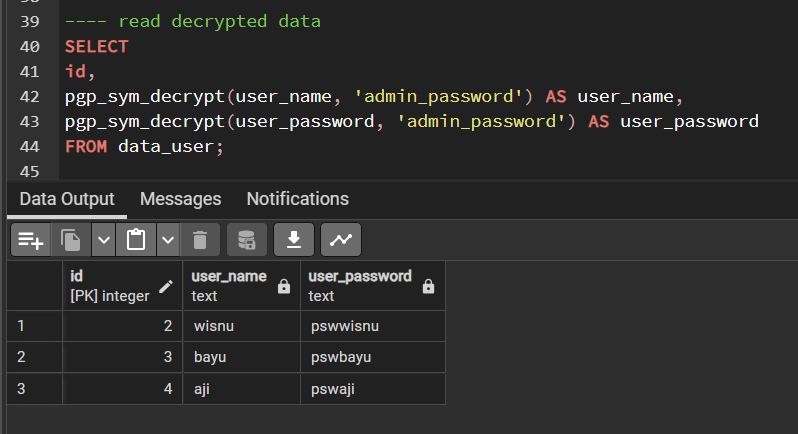 39 ---- read decrypted data
40 SELECT
41 id,
42 pgp_sym_decrypt(user_name, 'admin_password') AS user_name,
43 pgp_sym_decrypt(user_password, 'admin_password') AS user_password
44 FROM data_user;
45
Data Output Messages Notifications
id user_name user_password
[PK] integer text text
1 2 wisnu pswwisnu
2 3 bayu pswbayu
3 4 aji pswaji